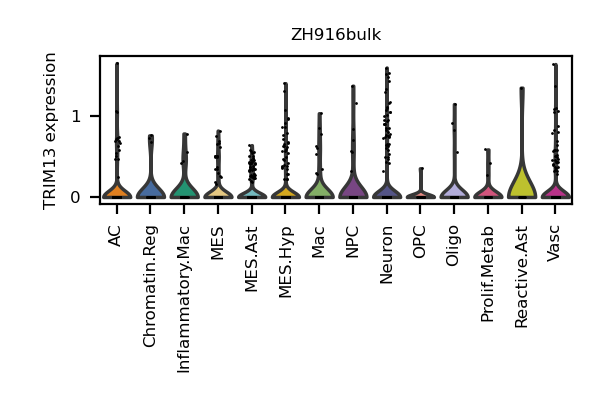 ZH916bulk
TRIM13 expression
1
0
AC
Chromatin.Reg
Inflammatory.Mac
MES
MES.Ast
MES.Hyp
Mac
NPC
Neuron
OPC
Oligo
Prolif.Metab
Reactive.Ast
Vasc